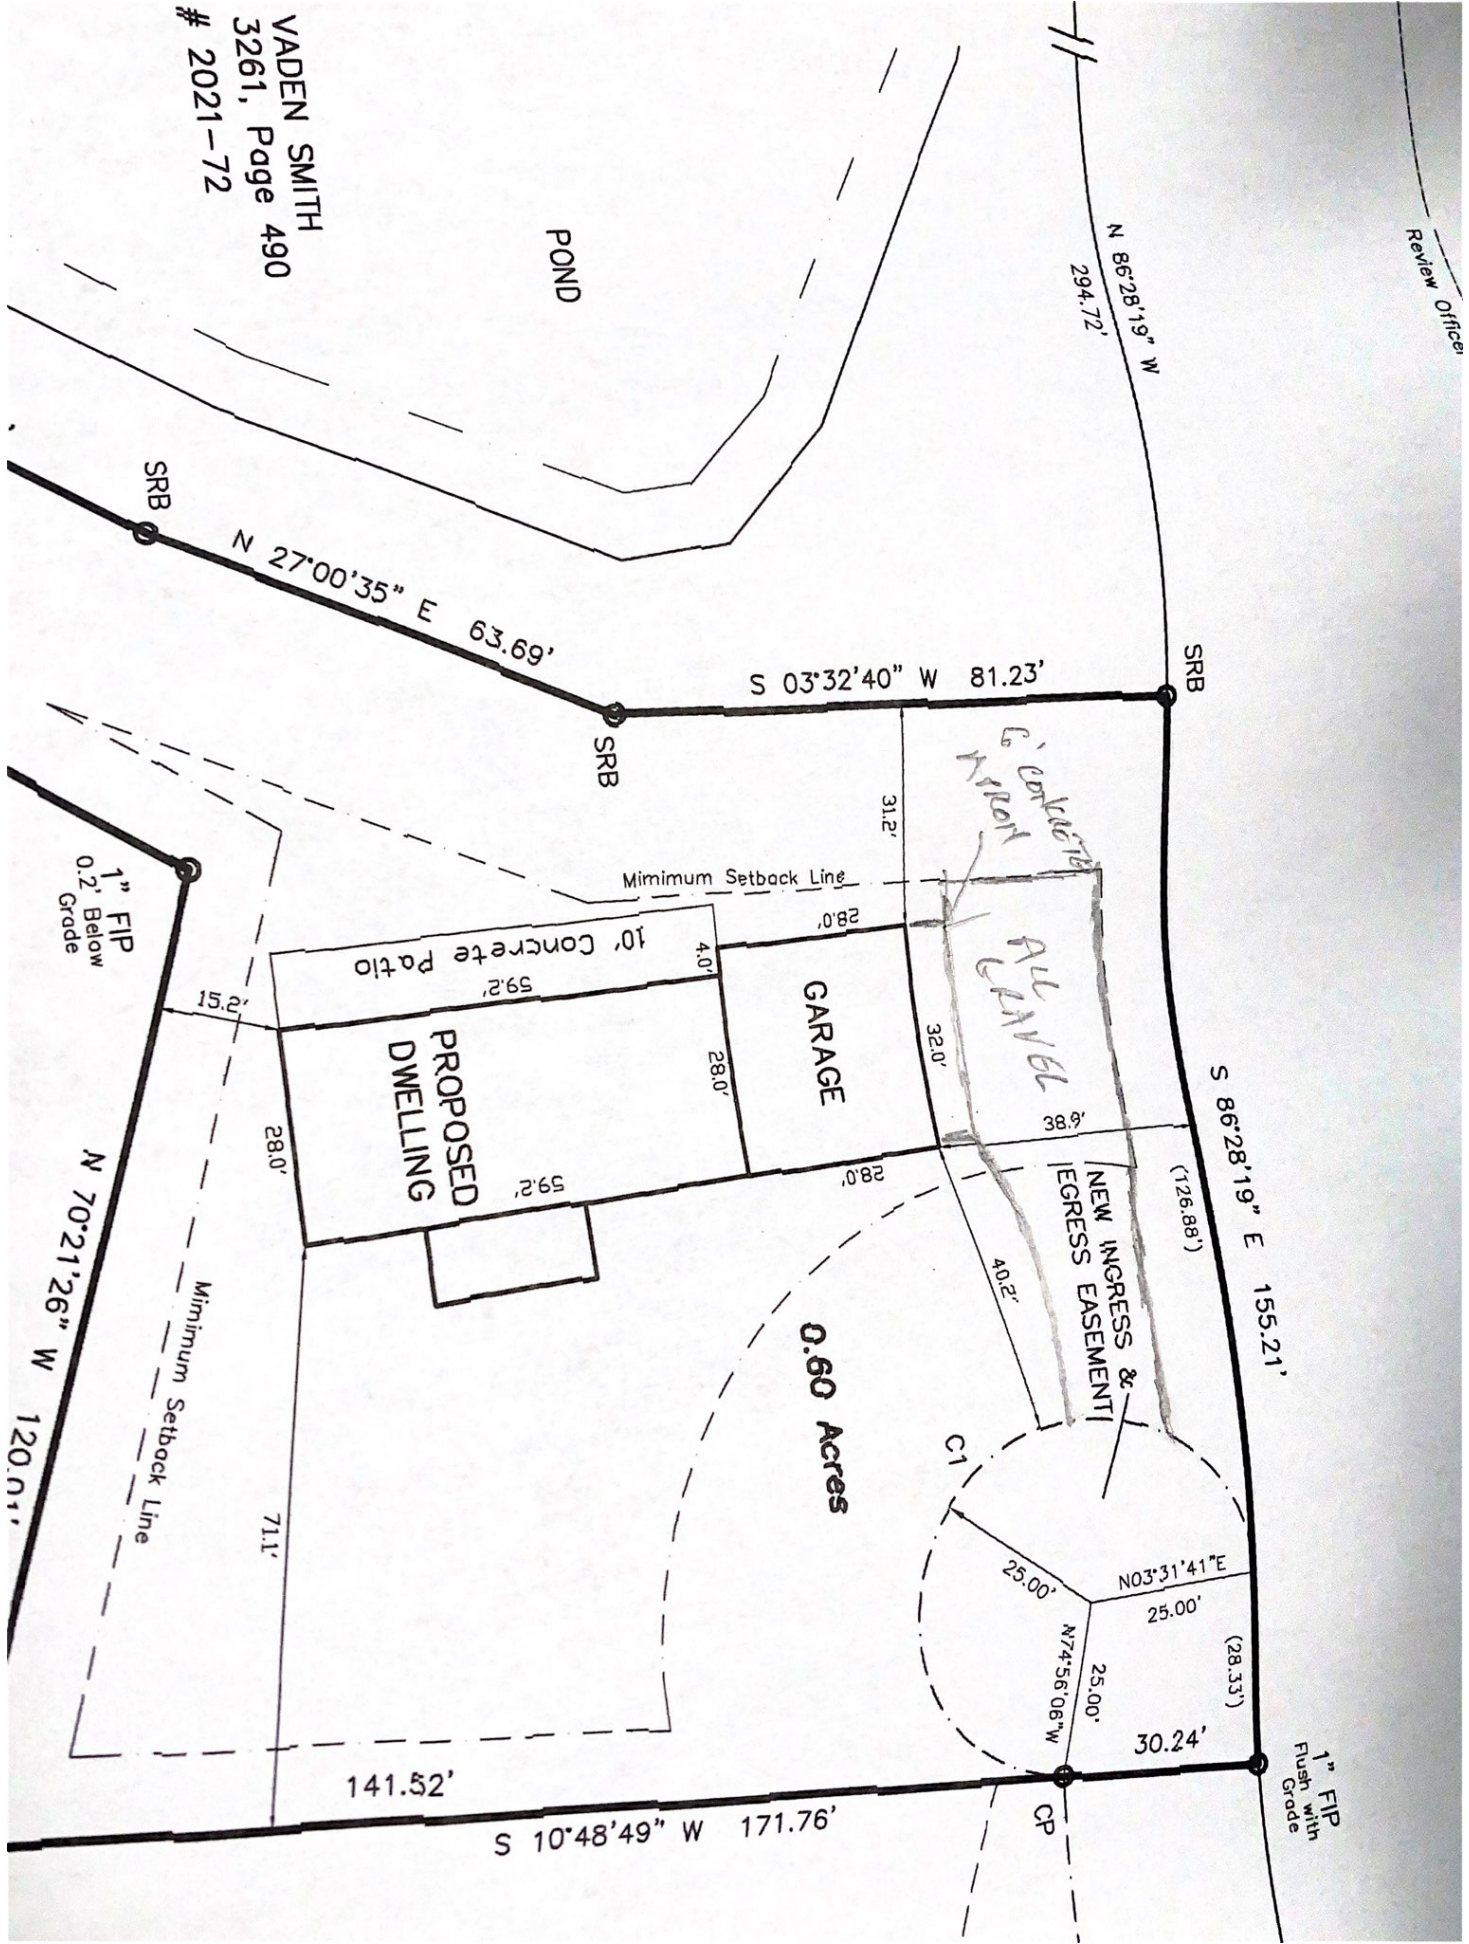 Review Officer
VADEN SMITH
3261, Page 490
# 2021-72
POND
N 86°28'19" W
294.72'
SRB
N 27°00'35" E 63.69'
SRB
S 03°32'40" W 81.23'
SRB
6' CONCRETE
APRON
31.2'
Mimimum Setback Line
1" FIP
0.2' Below
Grade
15.2'
10' Concrete Patio
59.2'
4.0'
28.0'
GARAGE
32.0'
ALL
GRAVEL
PROPOSED
DWELLING
28.0'
28.0'
59.2'
28.0'
38.9'
S 86°28'19" E 155.21'
(126.88')
NEW INGRESS &
EGRESS EASEMENT
40.2'
0.60 Acres
C1
25.00'
N03°31'41"E
25.00'
N74°56'06"W
25.00'
(28.33')
30.24'
1" FIP
Flush with
Grade
CP
N 70°21'26" W 120.01'
Mimimum Setback Line
71.1'
141.52'
S 10°48'49" W 171.76'